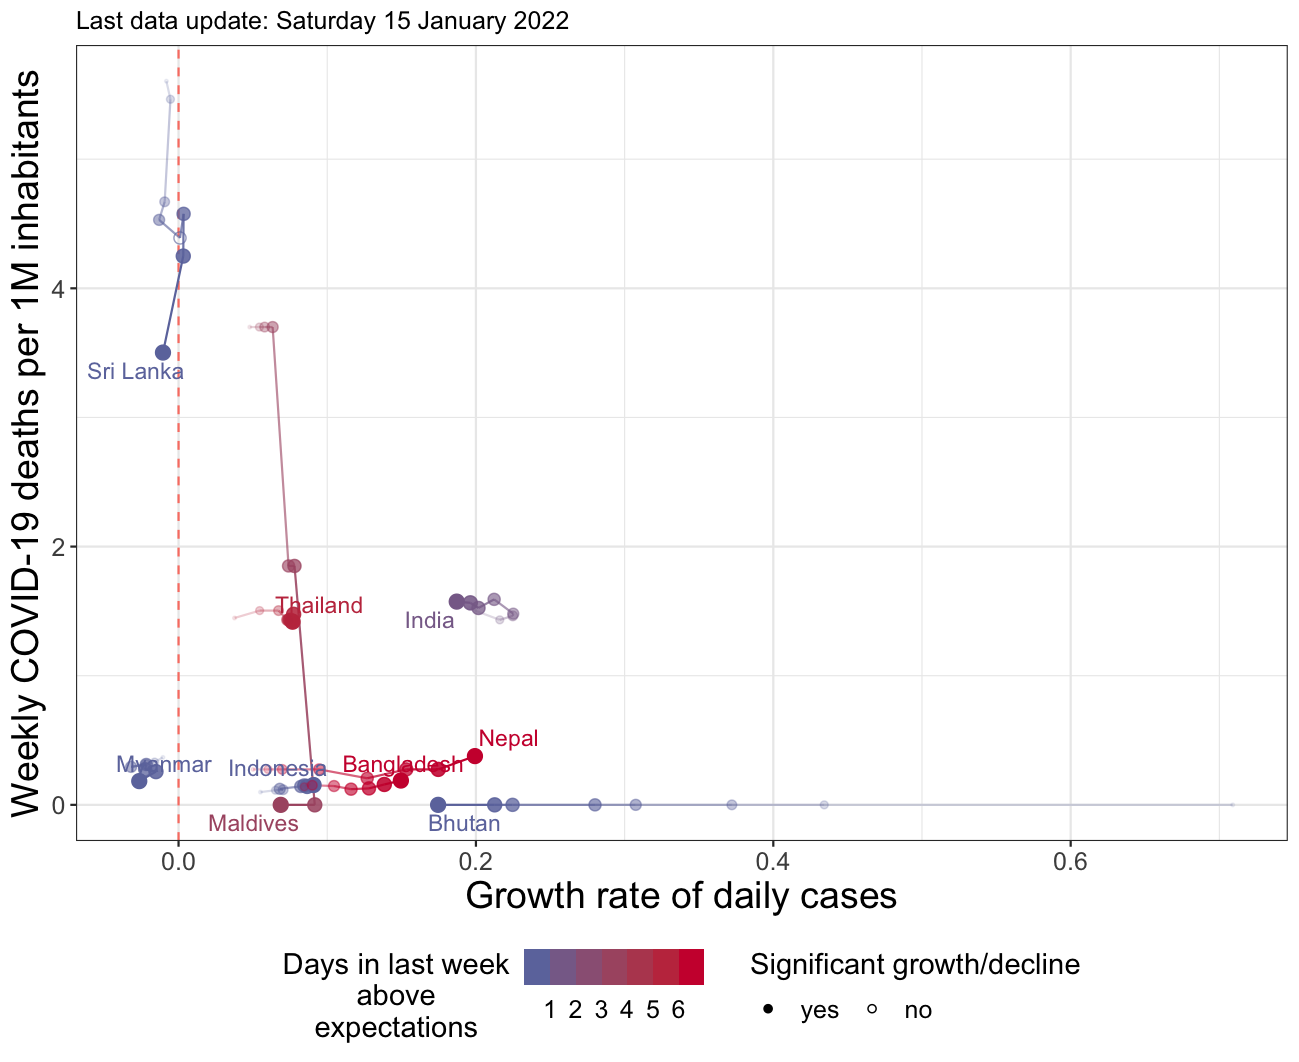 Last data update: Saturday 15 January 2022
Weekly COVID-19 deaths per 1M inhabitants
4
2
0
Sri Lanka
Thailand
India
Nepal
Myanmar
Indonesia
Bangladesh
Maldives
Bhutan
0.0 0.2 0.4 0.6
Growth rate of daily cases
Days in last week
above
expectations
1 2 3 4 5 6
Significant growth/decline
yes no